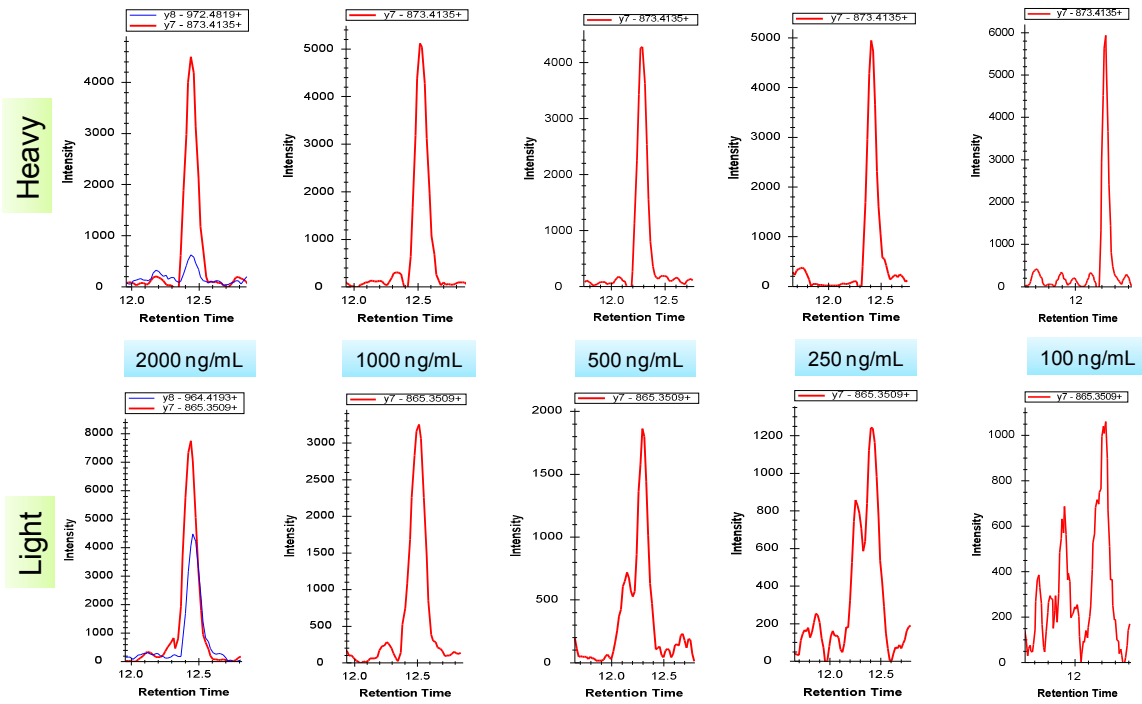 Heavy
y8 - 972.4819+
y7 - 873.4135+
4000
3000
2000
1000
0
Intensity
12.0 12.5
Retention Time
y7 - 873.4135+
5000
4000
3000
2000
1000
0
Intensity
12.0 12.5
Retention Time
y7 - 873.4135+
4000
3000
2000
1000
0
Intensity
12.0 12.5
Retention Time
y7 - 873.4135+
5000
4000
3000
2000
1000
0
Intensity
12.0 12.5
Retention Time
y7 - 873.4135+
6000
5000
4000
3000
2000
1000
0
Intensity
12
Retention Time
2000 ng/mL 1000 ng/mL 500 ng/mL 250 ng/mL 100 ng/mL
Light
y8 - 964.4193+
y7 - 865.3509+
8000
7000
6000
5000
4000
3000
2000
1000
0
Intensity
12.0 12.5
Retention Time
y7 - 865.3509+
3000
2500
2000
1500
1000
500
0
Intensity
12.0 12.5
Retention Time
y7 - 865.3509+
2000
1500
1000
500
0
Intensity
12.0 12.5
Retention Time
y7 - 865.3509+
1200
1000
800
600
400
200
0
Intensity
12.0 12.5
Retention Time
y7 - 865.3509+
1000
800
600
400
200
0
Intensity
12
Retention Time